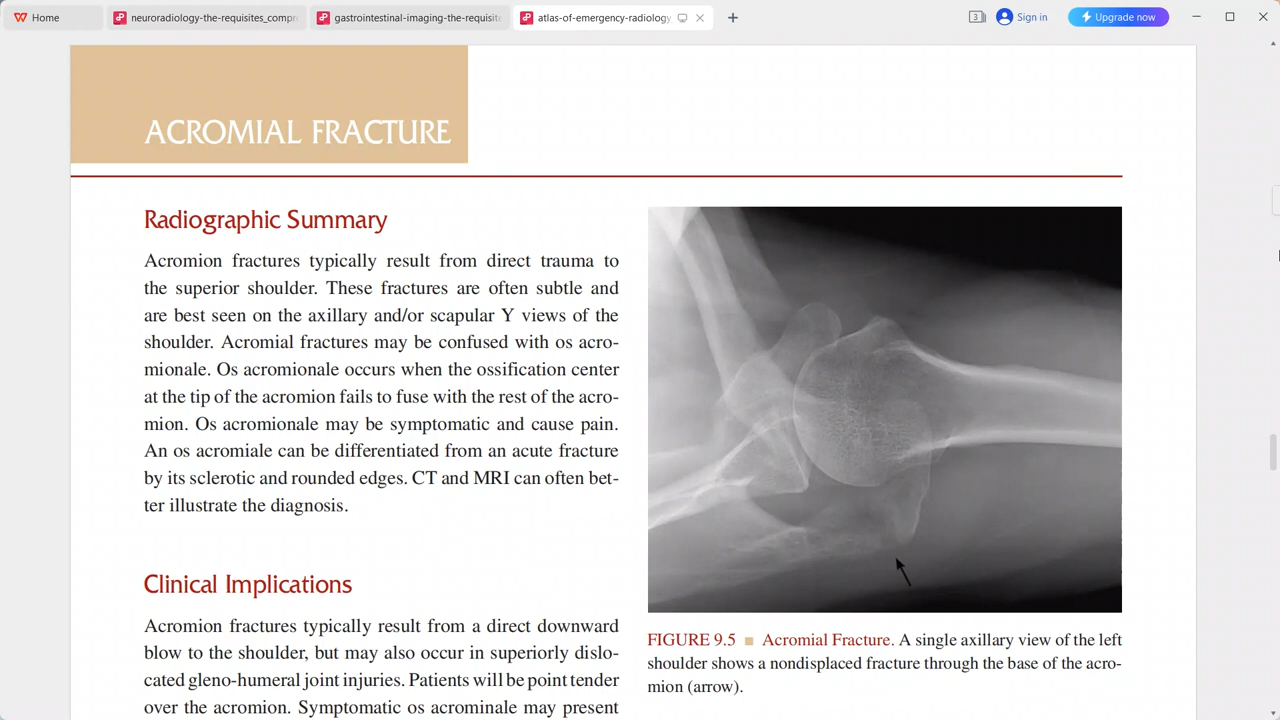 Home
neuroradiology-the-requisites_compr
gastrointestinal-imaging-the-requisite
atlas-of-emergency-radiology
3
Sign in
Upgrade now
ACROMIAL FRACTURE
Radiographic Summary
Acromion fractures typically result from direct trauma to
the superior shoulder. These fractures are often subtle and
are best seen on the axillary and/or scapular Y views of the
shoulder. Acromial fractures may be confused with os acro-
mionale. Os acromionale occurs when the ossification center
at the tip of the acromion fails to fuse with the rest of the acro-
mion. Os acromionale may be symptomatic and cause pain.
An os acromiale can be differentiated from an acute fracture
by its sclerotic and rounded edges. CT and MRI can often bet-
ter illustrate the diagnosis.
Clinical Implications
Acromion fractures typically result from a direct downward
blow to the shoulder, but may also occur in superiorly dislo-
cated gleno-humeral joint injuries. Patients will be point tender
over the acromion. Symptomatic os acrominale may present
FIGURE 9.5 ■ Acromial Fracture. A single axillary view of the left
shoulder shows a nondisplaced fracture through the base of the acro-
mion (arrow).